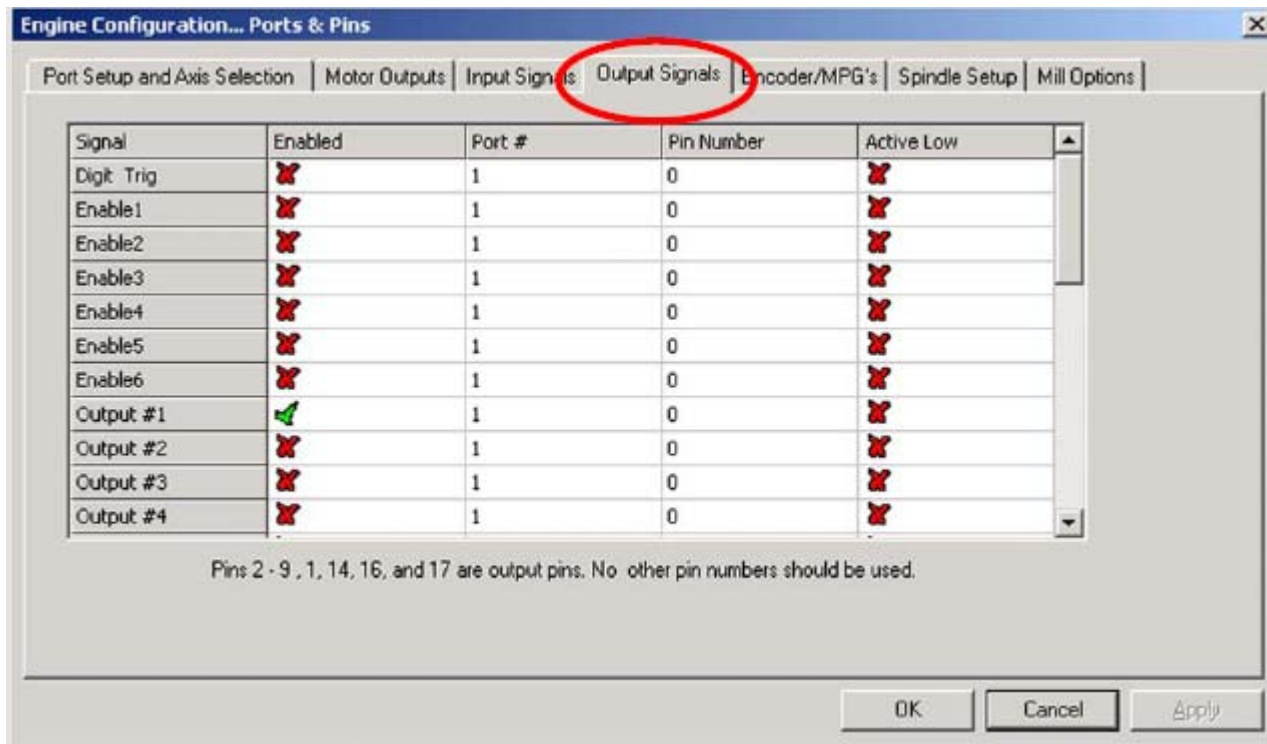 Engine Configuration... Ports & Pins
Port Setup and Axis Selection Motor Outputs Input Signals Output Signals Encoder/MPG's Spindle Setup Mill Options
Signal Enabled Port # Pin Number Active Low
Digit Trig 1 0
Enable1 1 0
Enable2 1 0
Enable3 1 0
Enable4 1 0
Enable5 1 0
Enable6 1 0
Output #1 1 0
Output #2 1 0
Output #3 1 0
Output #4 1 0
Pins 2 - 9 , 1, 14, 16, and 17 are output pins. No other pin numbers should be used.
OK Cancel Apply